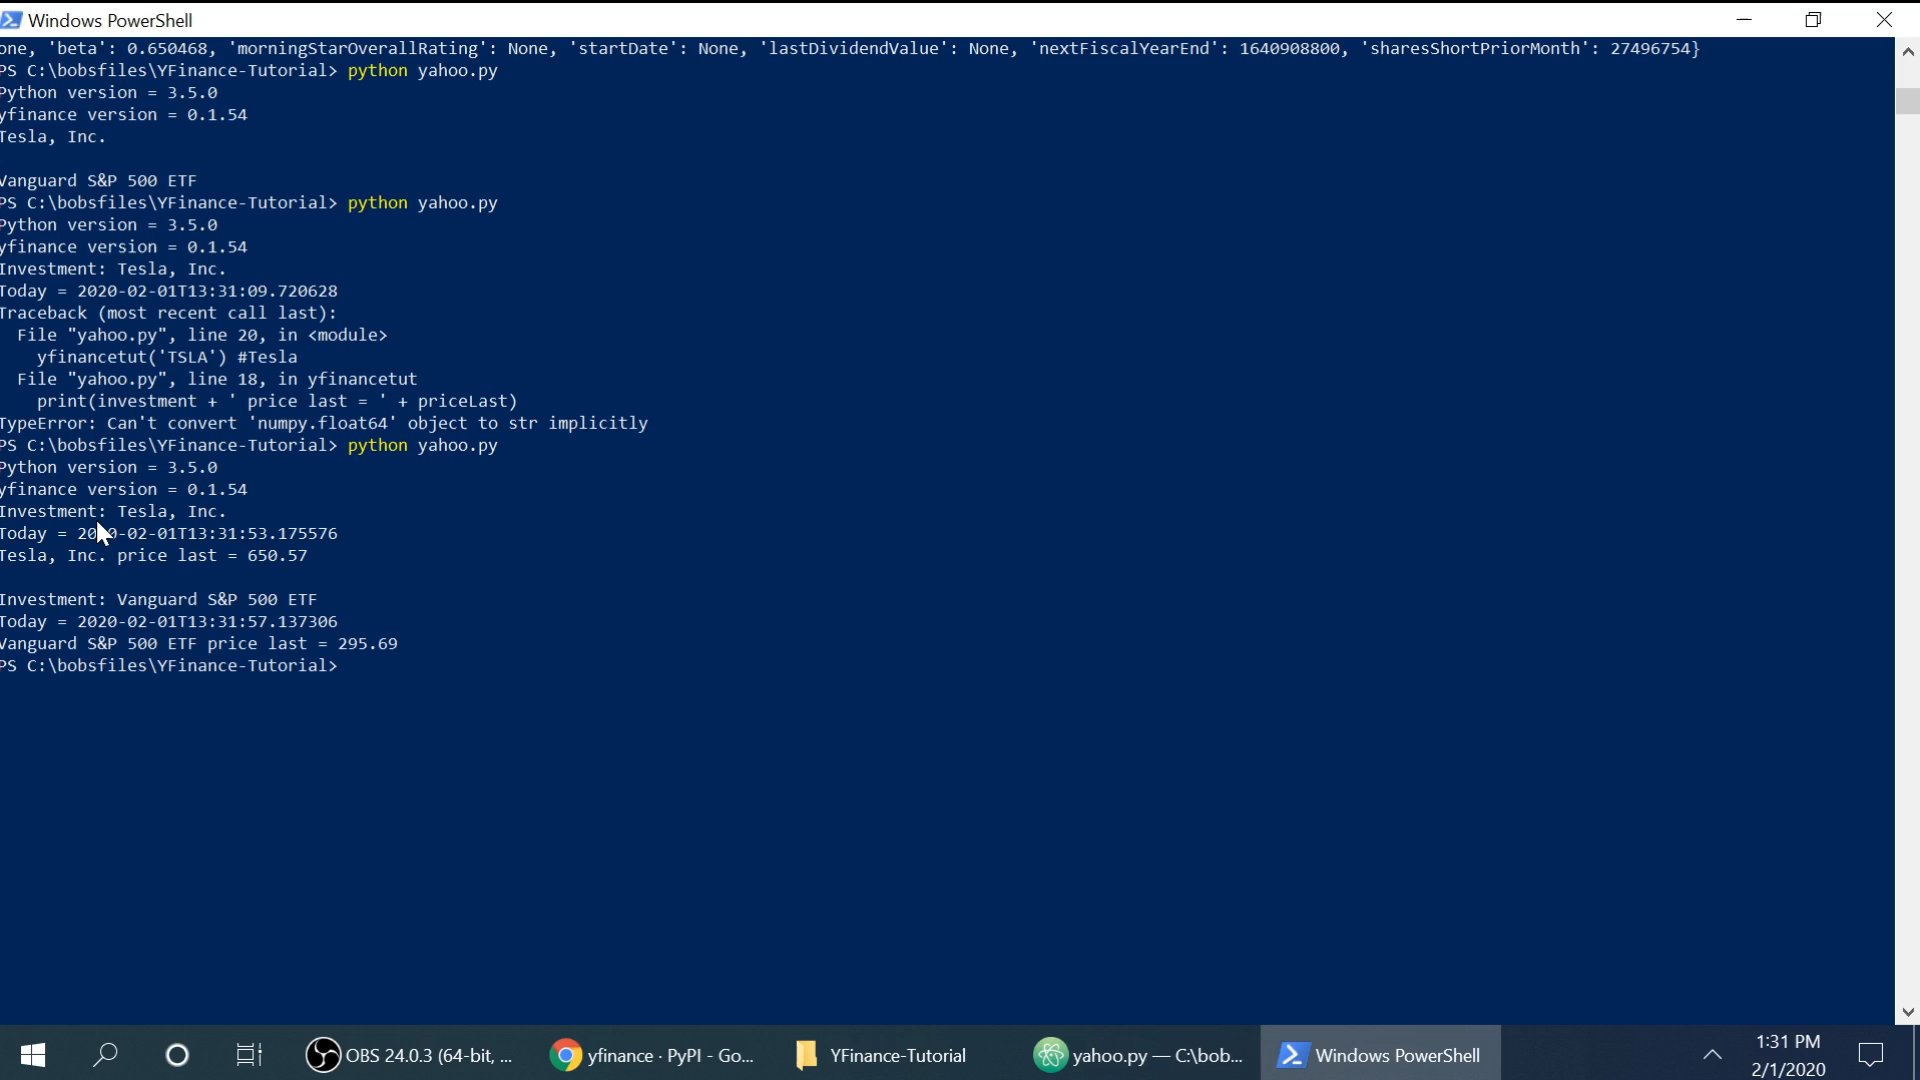 Windows PowerShell
one, 'beta': 0.650468, 'morningStarOverallRating': None, 'startDate': None, 'lastDividendValue': None, 'nextFiscalYearEnd': 1640908800, 'sharesShortPriorMonth': 27496754}
PS C:\bobsfiles\YFinance-Tutorial> python yahoo.py
Python version = 3.5.0
yfinance version = 0.1.54
Tesla, Inc.
Vanguard S&P 500 ETF
PS C:\bobsfiles\YFinance-Tutorial> python yahoo.py
Python version = 3.5.0
yfinance version = 0.1.54
Investment: Tesla, Inc.
Today = 2020-02-01T13:31:09.720628
Traceback (most recent call last):
File "yahoo.py", line 20, in <module>
yfinancetut('TSLA') #Tesla
File "yahoo.py", line 18, in yfinancetut
print(investment + ' price last = ' + priceLast)
TypeError: Can't convert 'numpy.float64' object to str implicitly
PS C:\bobsfiles\YFinance-Tutorial> python yahoo.py
Python version = 3.5.0
yfinance version = 0.1.54
Investment: Tesla, Inc.
Today = 2020-02-01T13:31:53.175576
Tesla, Inc. price last = 650.57
Investment: Vanguard S&P 500 ETF
Today = 2020-02-01T13:31:57.137306
Vanguard S&P 500 ETF price last = 295.69
PS C:\bobsfiles\YFinance-Tutorial>
OBS 24.0.3 (64-bit, ...
yfinance · PyPI - Go...
YFinance-Tutorial
yahoo.py — C:\bob...
Windows PowerShell
1:31 PM
2/1/2020